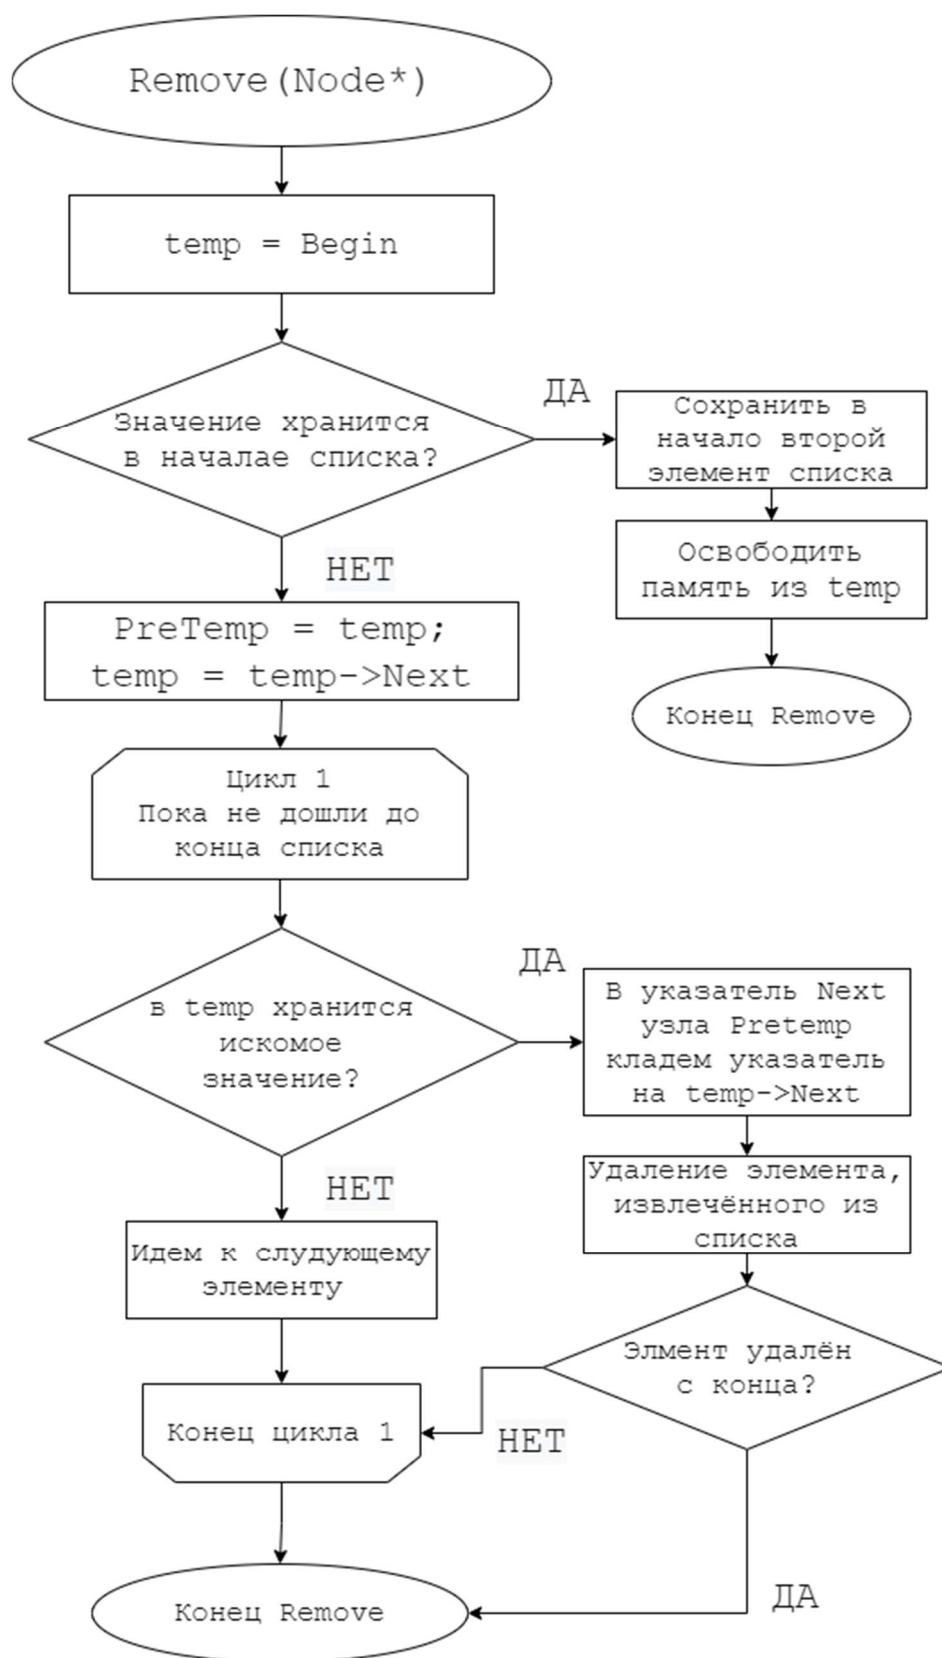 Remove(Node*)
temp = Begin
Значение хранится
в началае списка?
ДА
Сохранить в
начало второй
элемент списка
Освободить
память из temp
Конец Remove
НЕТ
PreTemp = temp;
temp = temp->Next
Цикл 1
Пока не дошли до
конца списка
в temp хранится
искомое
значение?
ДА
В указатель Next
узла Pretemp
кладем указатель
на temp->Next
Удаление элемента,
извлечённого из
списка
НЕТ
Идем к слудующему
элементу
Элмент удалён
с конца?
НЕТ
Конец цикла 1
ДА
Конец Remove